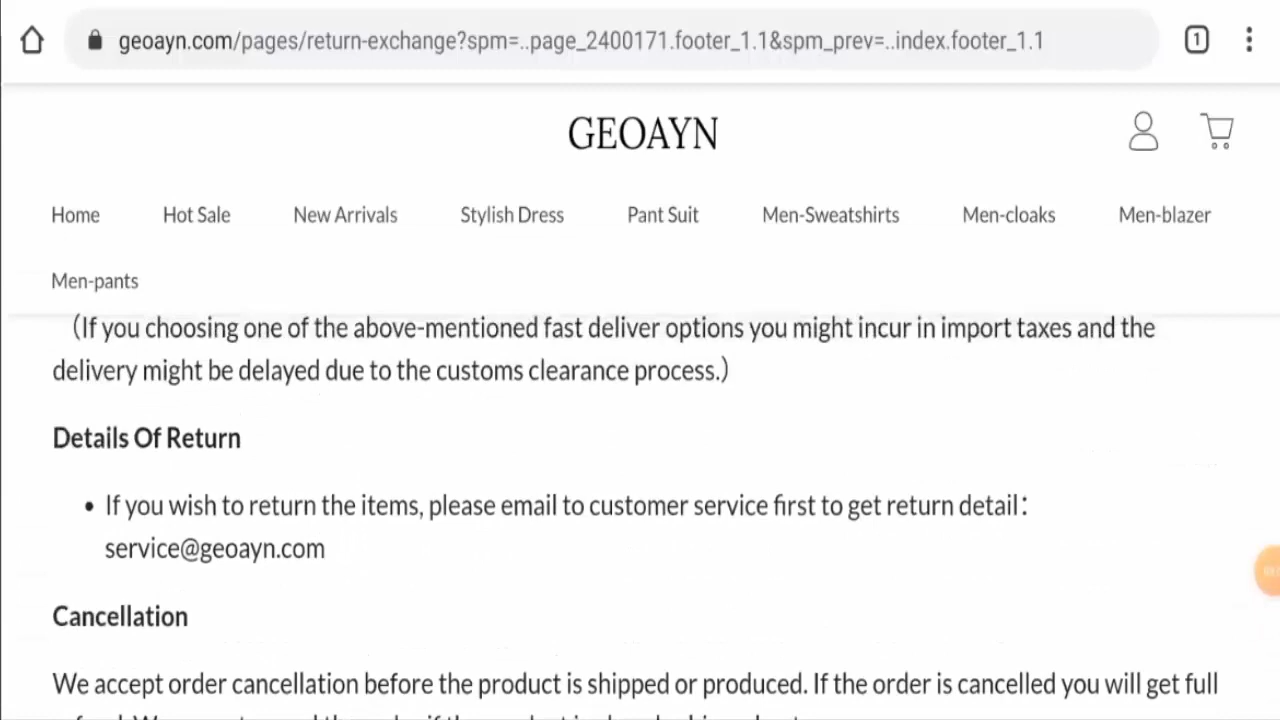 geoayn.com/pages/return-exchange?spm=..page_2400171.footer_1.1&spm_prev=..index.footer_1.1
1
GEOAYN
Home Hot Sale New Arrivals Stylish Dress Pant Suit Men-Sweatshirts Men-cloaks Men-blazer
Men-pants
（If you choosing one of the above-mentioned fast deliver options you might incur in import taxes and the
delivery might be delayed due to the customs clearance process.）
Details Of Return
• If you wish to return the items, please email to customer service first to get return detail：
service@geoayn.com
Cancellation
We accept order cancellation before the product is shipped or produced. If the order is cancelled you will get full